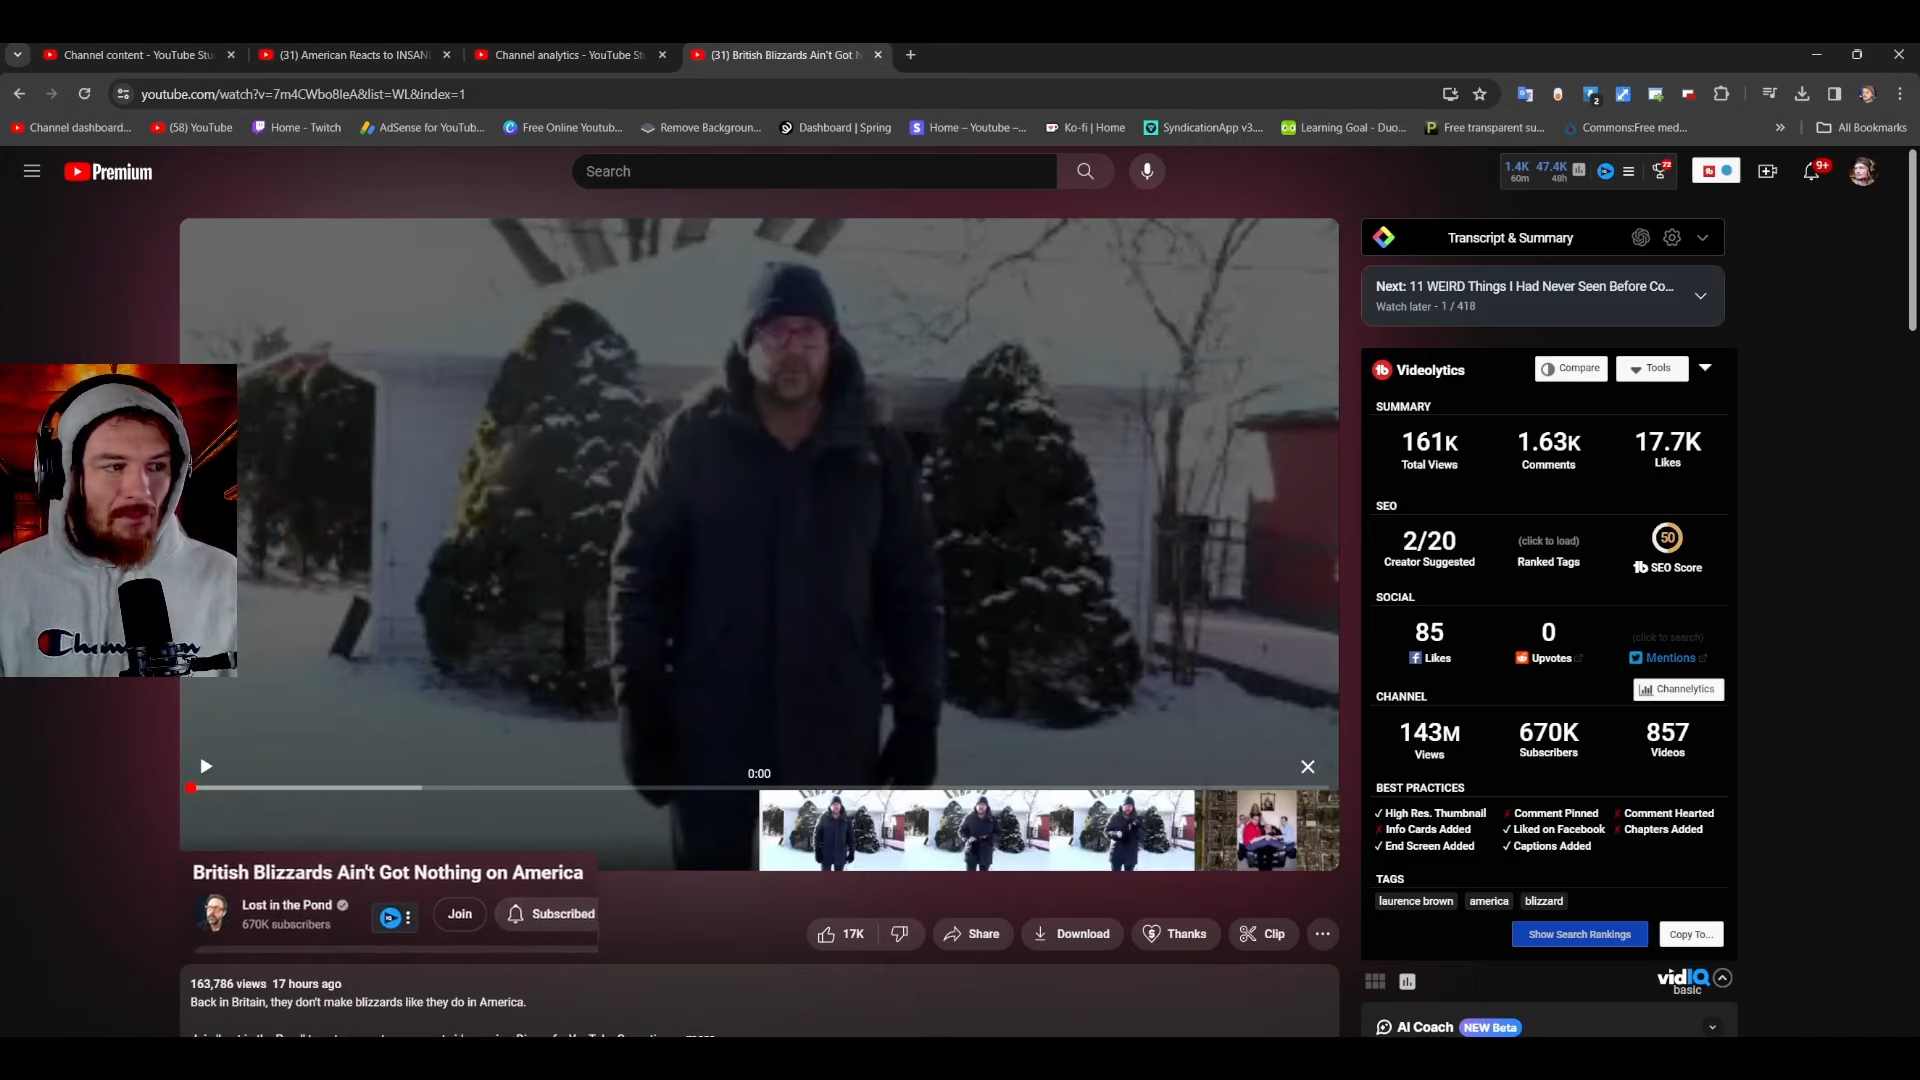 Channel content - YouTube Stu
(31) American Reacts to INSAN
Channel analytics - YouTube St
(31) British Blizzards Ain't Got N
youtube.com/watch?v=7m4CWbo8leA&list=WL&index=1
Channel dashboard...
(58) YouTube
Home - Twitch
AdSense for YouTub...
Free Online Youtub...
Remove Backgroun...
Dashboard | Spring
Home – Youtube –...
Ko-fi | Home
SyndicationApp v3....
Learning Goal - Duo...
Free transparent su...
Commons:Free med...
All Bookmarks
Premium
Search
1.4K 47.4K
60m 48h
72
9+
Transcript & Summary
Next: 11 WEIRD Things I Had Never Seen Before Co...
Watch later - 1 / 418
Videolytics
Compare
Tools
SUMMARY
161K 1.63K 17.7K
Total Views Comments Likes
SEO
2/20 (click to load) 50
Creator Suggested Ranked Tags SEO Score
SOCIAL
85 0 (click to search)
Likes Upvotes Mentions
CHANNEL
Channelytics
143M 670K 857
Views Subscribers Videos
BEST PRACTICES
✓ High Res. Thumbnail ✗ Comment Pinned ✗ Comment Hearted
✗ Info Cards Added ✓ Liked on Facebook ✗ Chapters Added
✓ End Screen Added ✓ Captions Added
TAGS
laurence brown america blizzard
Show Search Rankings Copy To...
vidIQ
basic
AI Coach NEW Beta
Champion
0:00
British Blizzards Ain't Got Nothing on America
Lost in the Pond
670K subscribers
Join
Subscribed
17K
Share
Download
Thanks
Clip
163,786 views 17 hours ago
Back in Britain, they don't make blizzards like they do in America.